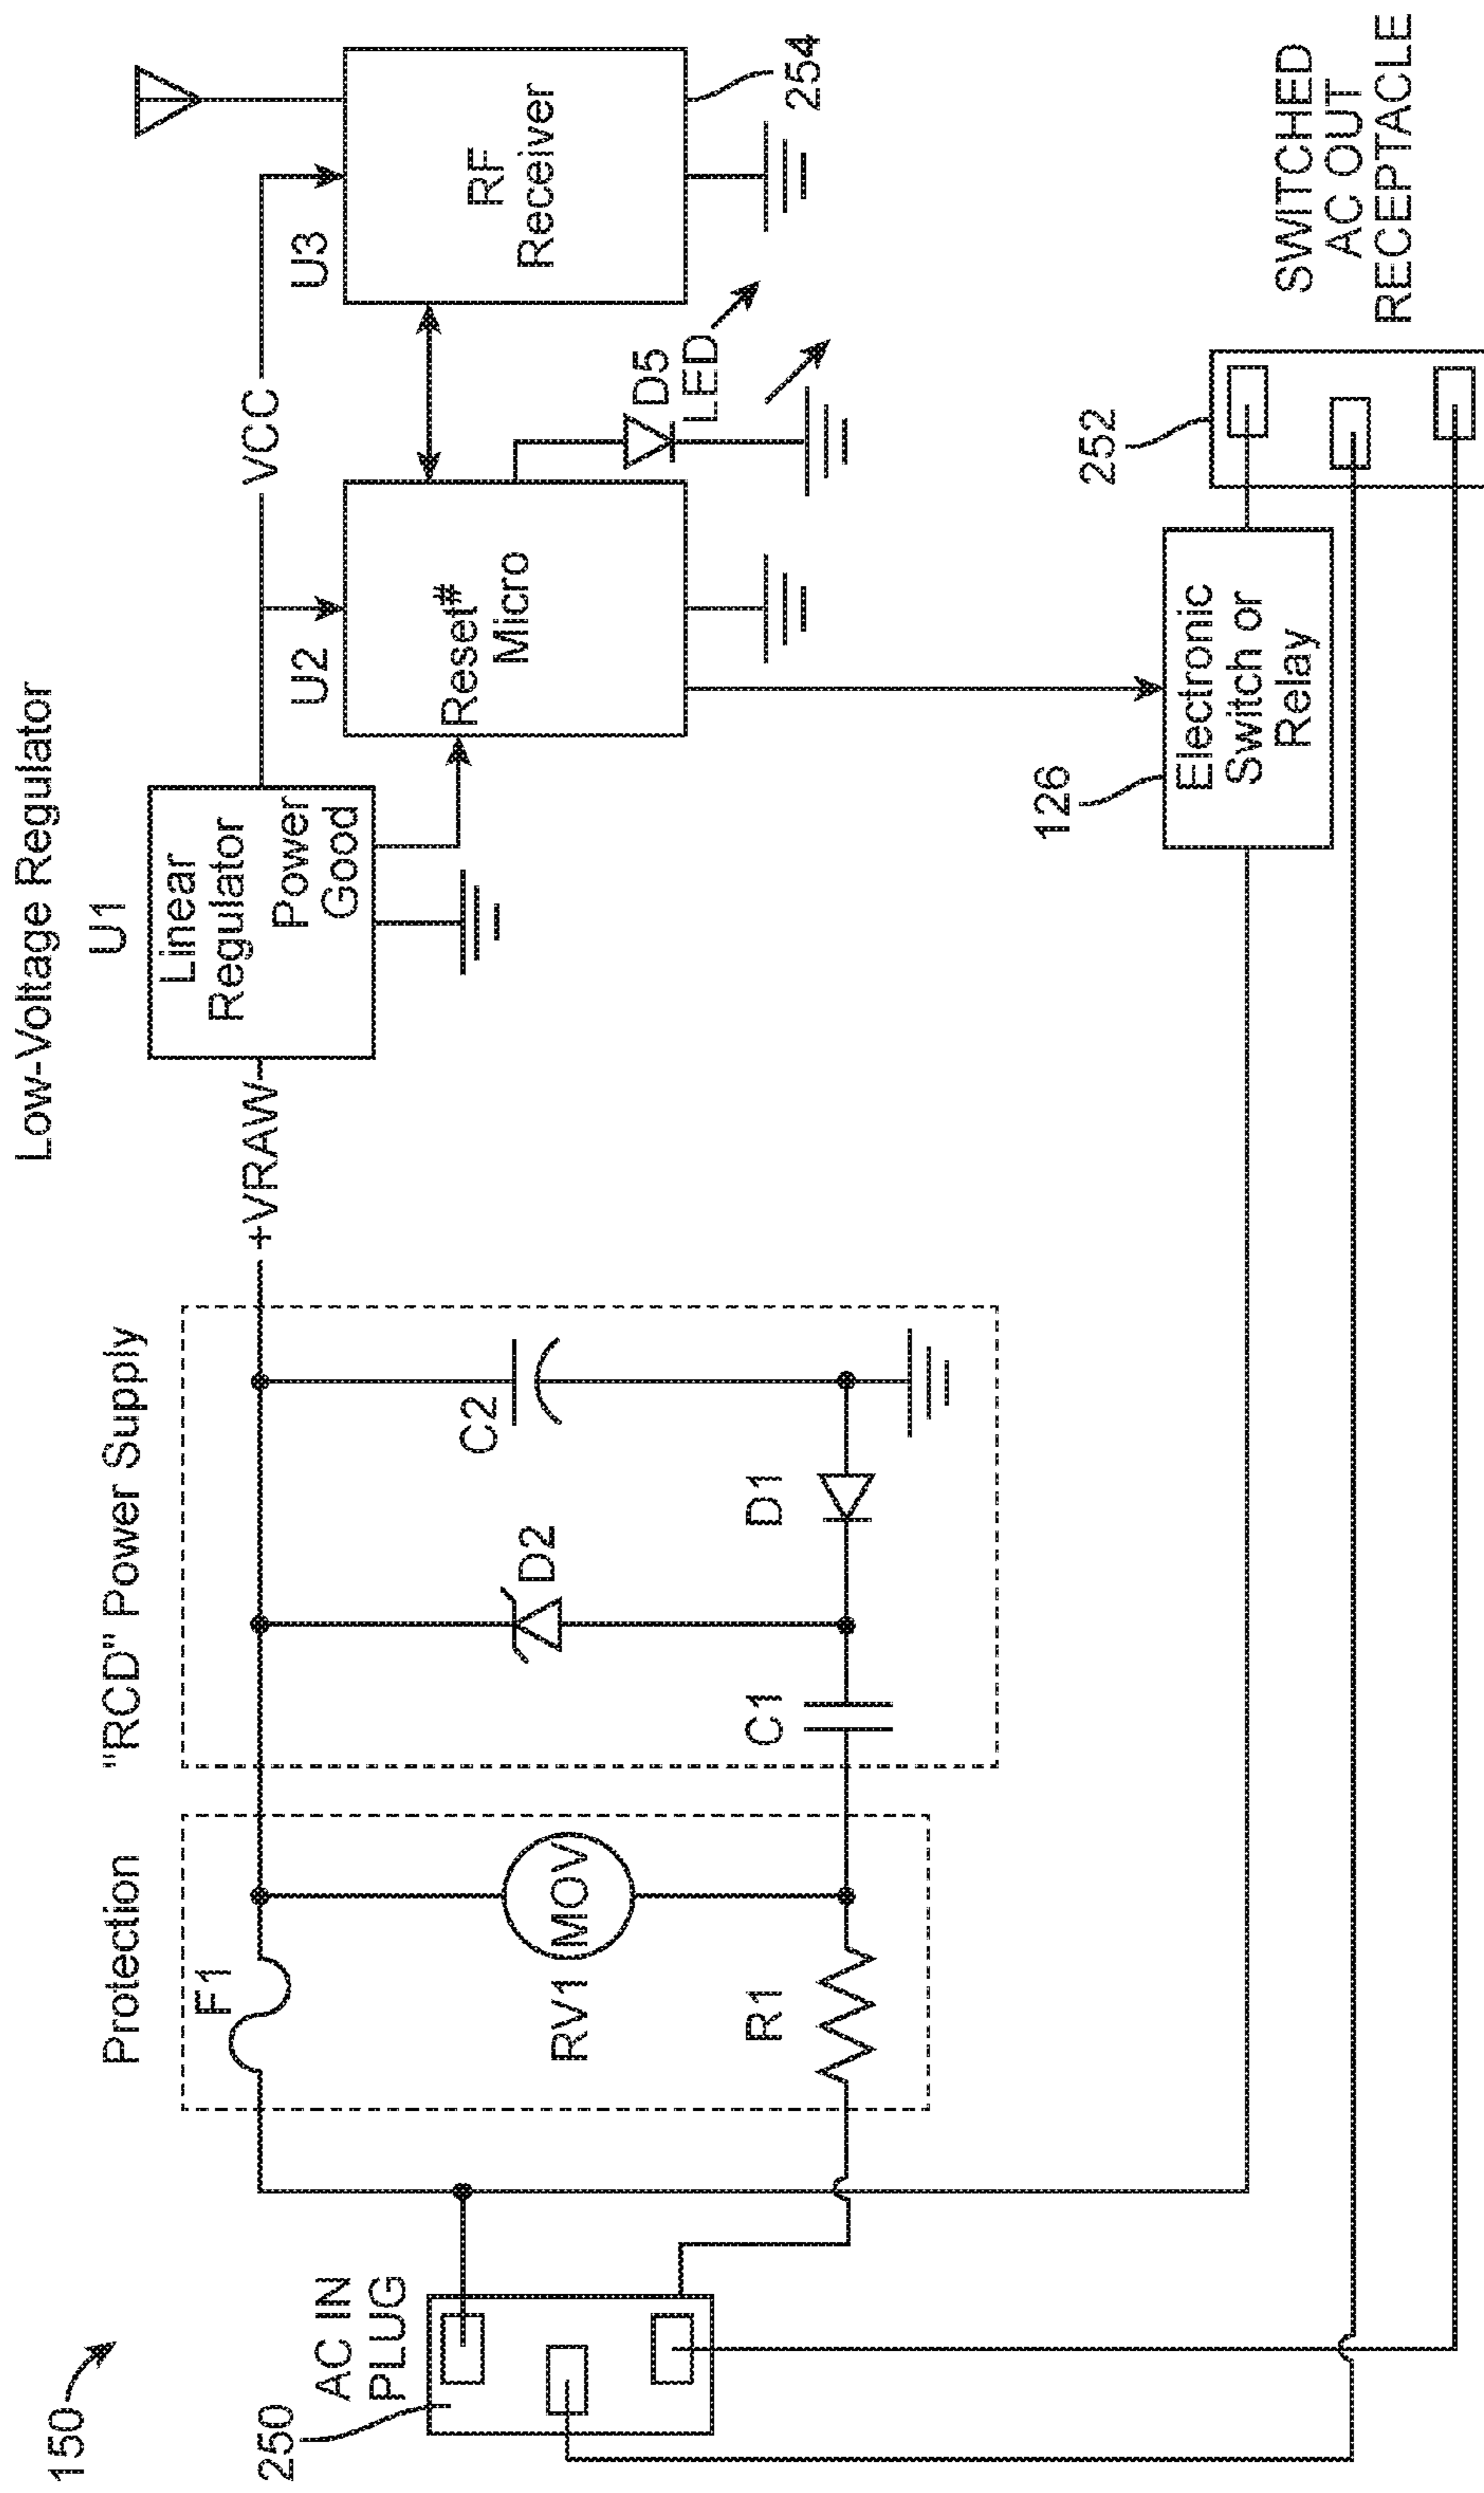 150
Low-Voltage Regulator
Protection
"RCD" Power Supply
U1
Linear
Regulator
Power
Good
+VRAW
VCC
F1
U2
U3
AC IN
PLUG
250
Reset#
Micro
RF
Receiver
254
C2
D2
RV1
MOV
D5
LED
R1
C1
D1
126
252
Electronic
Switch or
Relay
SWITCHED
AC OUT
RECEPTACLE